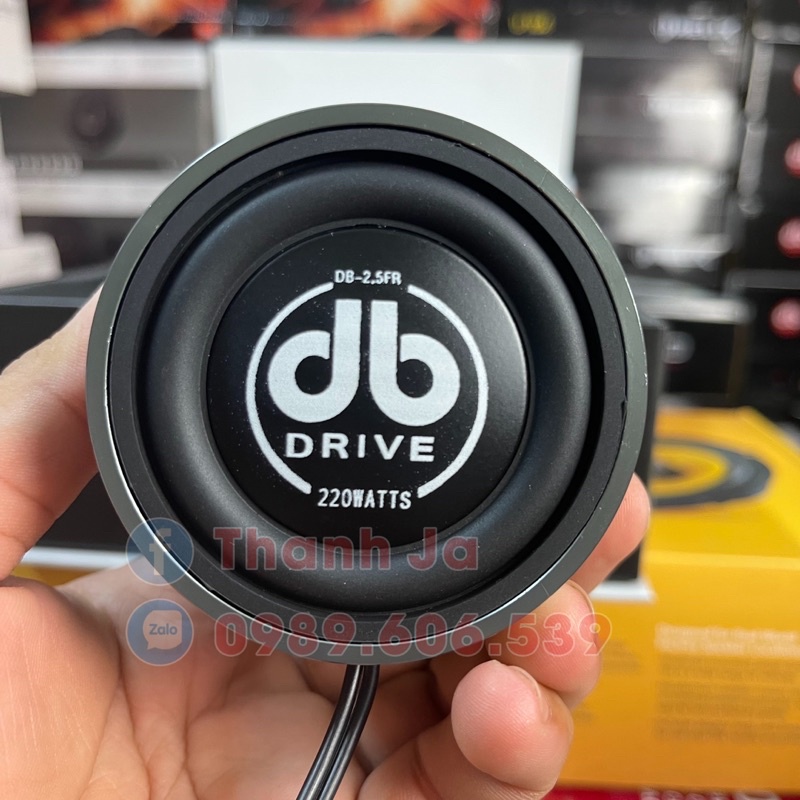 DB-2.5FR
db
DRIVE
220WATTS
Thanh Ja
Zalo
0989.606.539